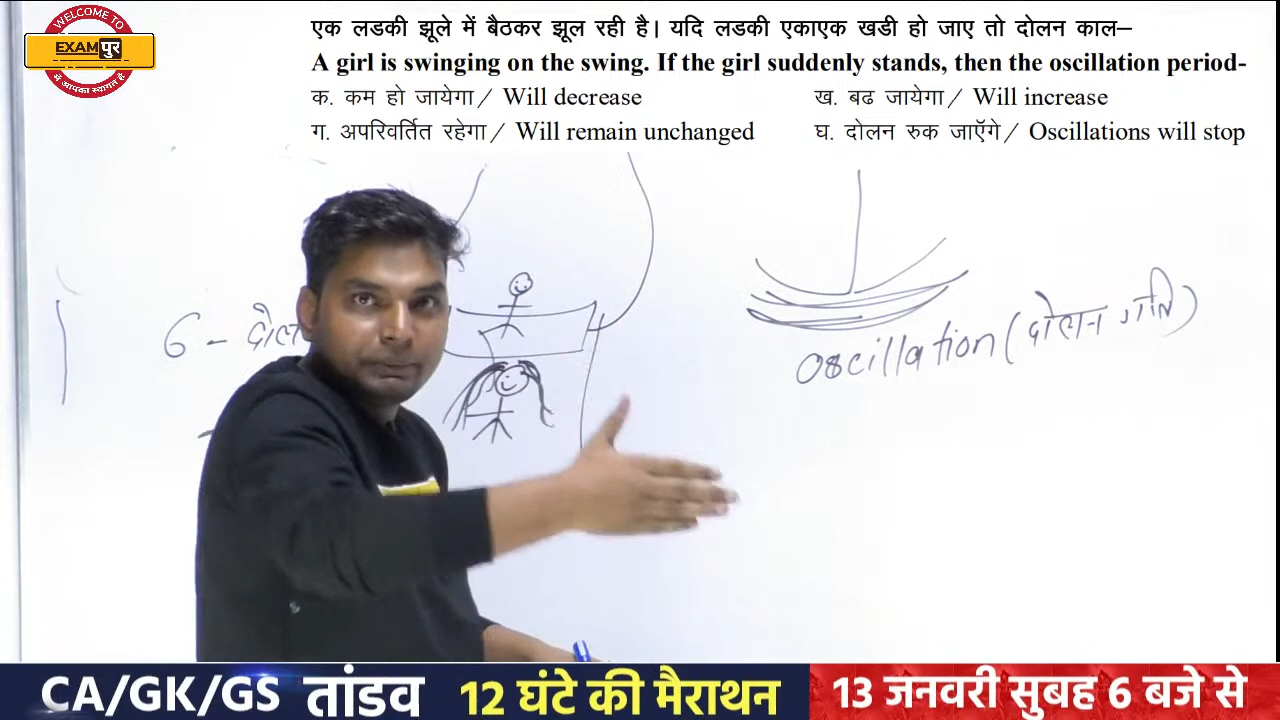 WELCOME TO
EXAMपुर
में आपका स्वागत है
एक लडकी झूले में बैठकर झूल रही है। यदि लडकी एकाएक खडी हो जाए तो दोलन काल–
A girl is swinging on the swing. If the girl suddenly stands, then the oscillation period-
क. कम हो जायेगा / Will decrease ख. बढ जायेगा / Will increase
ग. अपरिवर्तित रहेगा / Will remain unchanged घ. दोलन रुक जाएँगे / Oscillations will stop
6 - दोल
Oscillation (दोलन गति)
CA/GK/GS तांडव 12 घंटे की मैराथन 13 जनवरी सुबह 6 बजे से